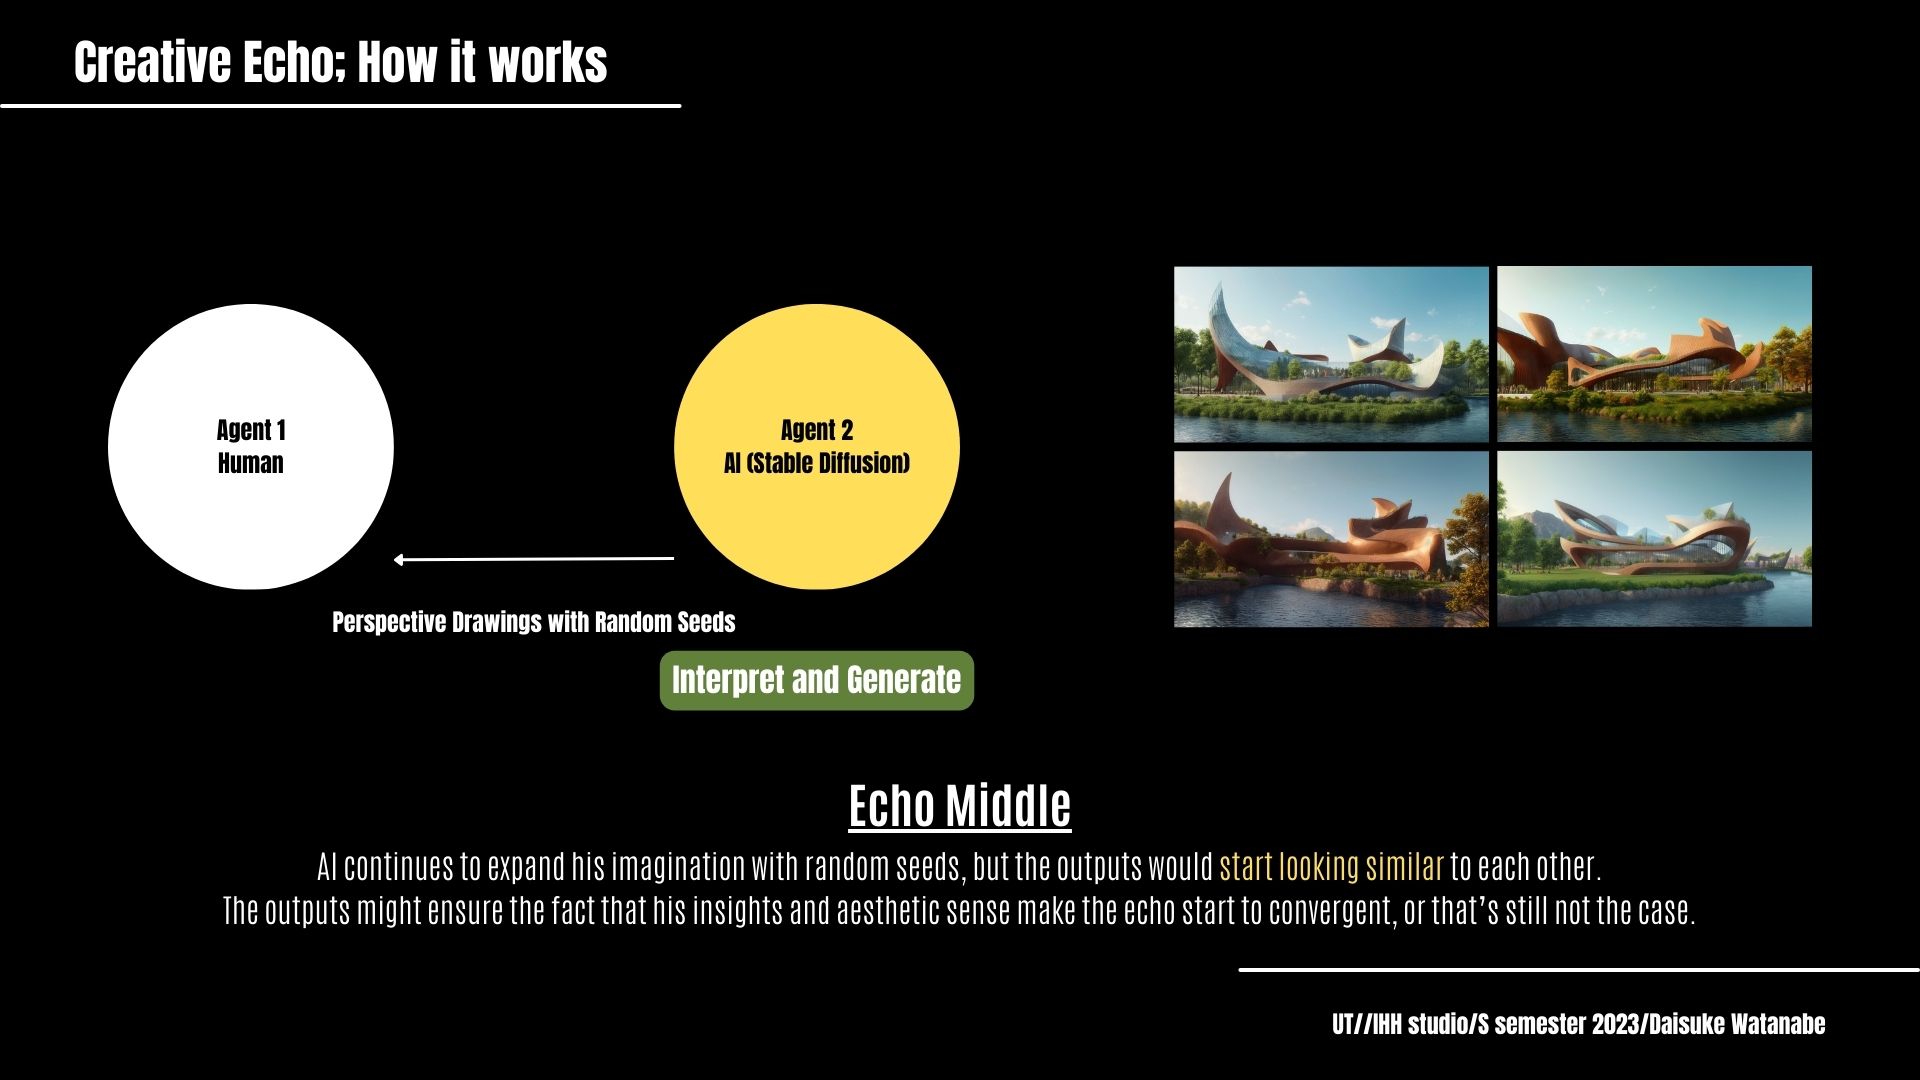 Creative Echo; How it works
Agent 1
Human
Agent 2
AI (Stable Diffusion)
Perspective Drawings with Random Seeds
Interpret and Generate
Echo Middle
AI continues to expand his imagination with random seeds, but the outputs would start looking similar to each other.
The outputs might ensure the fact that his insights and aesthetic sense make the echo start to convergent, or that's still not the case.
UT//IHH studio/S semester 2023/Daisuke Watanabe